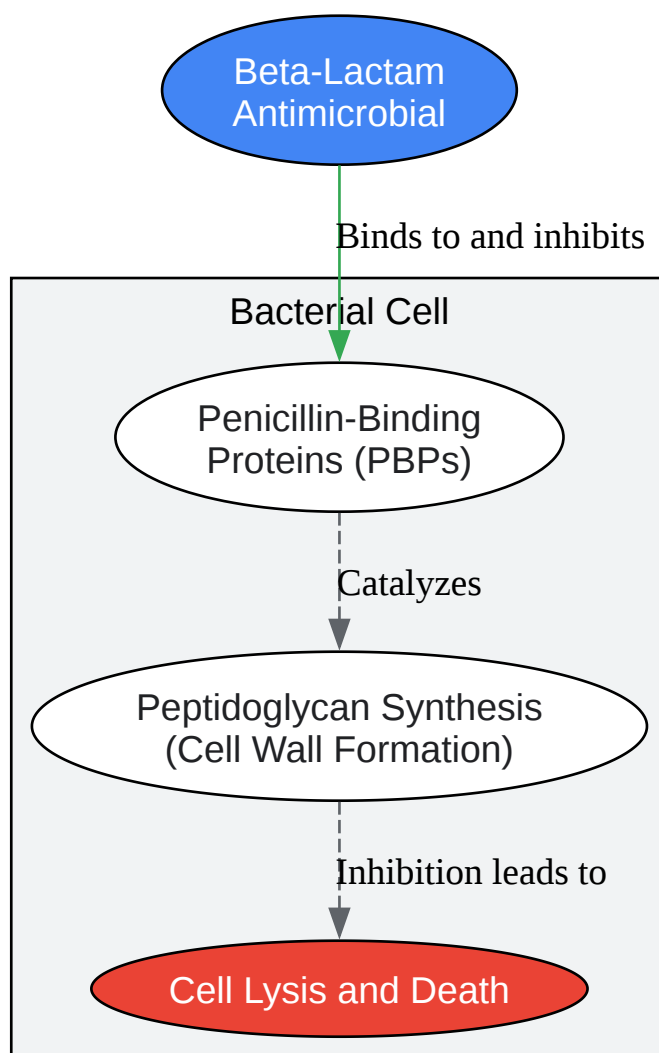 Beta-Lactam
Antimicrobial
Binds to and inhibits
Bacterial Cell
Penicillin-Binding
Proteins (PBPs)
Catalyzes
Peptidoglycan Synthesis
(Cell Wall Formation)
Inhibition leads to
Cell Lysis and Death